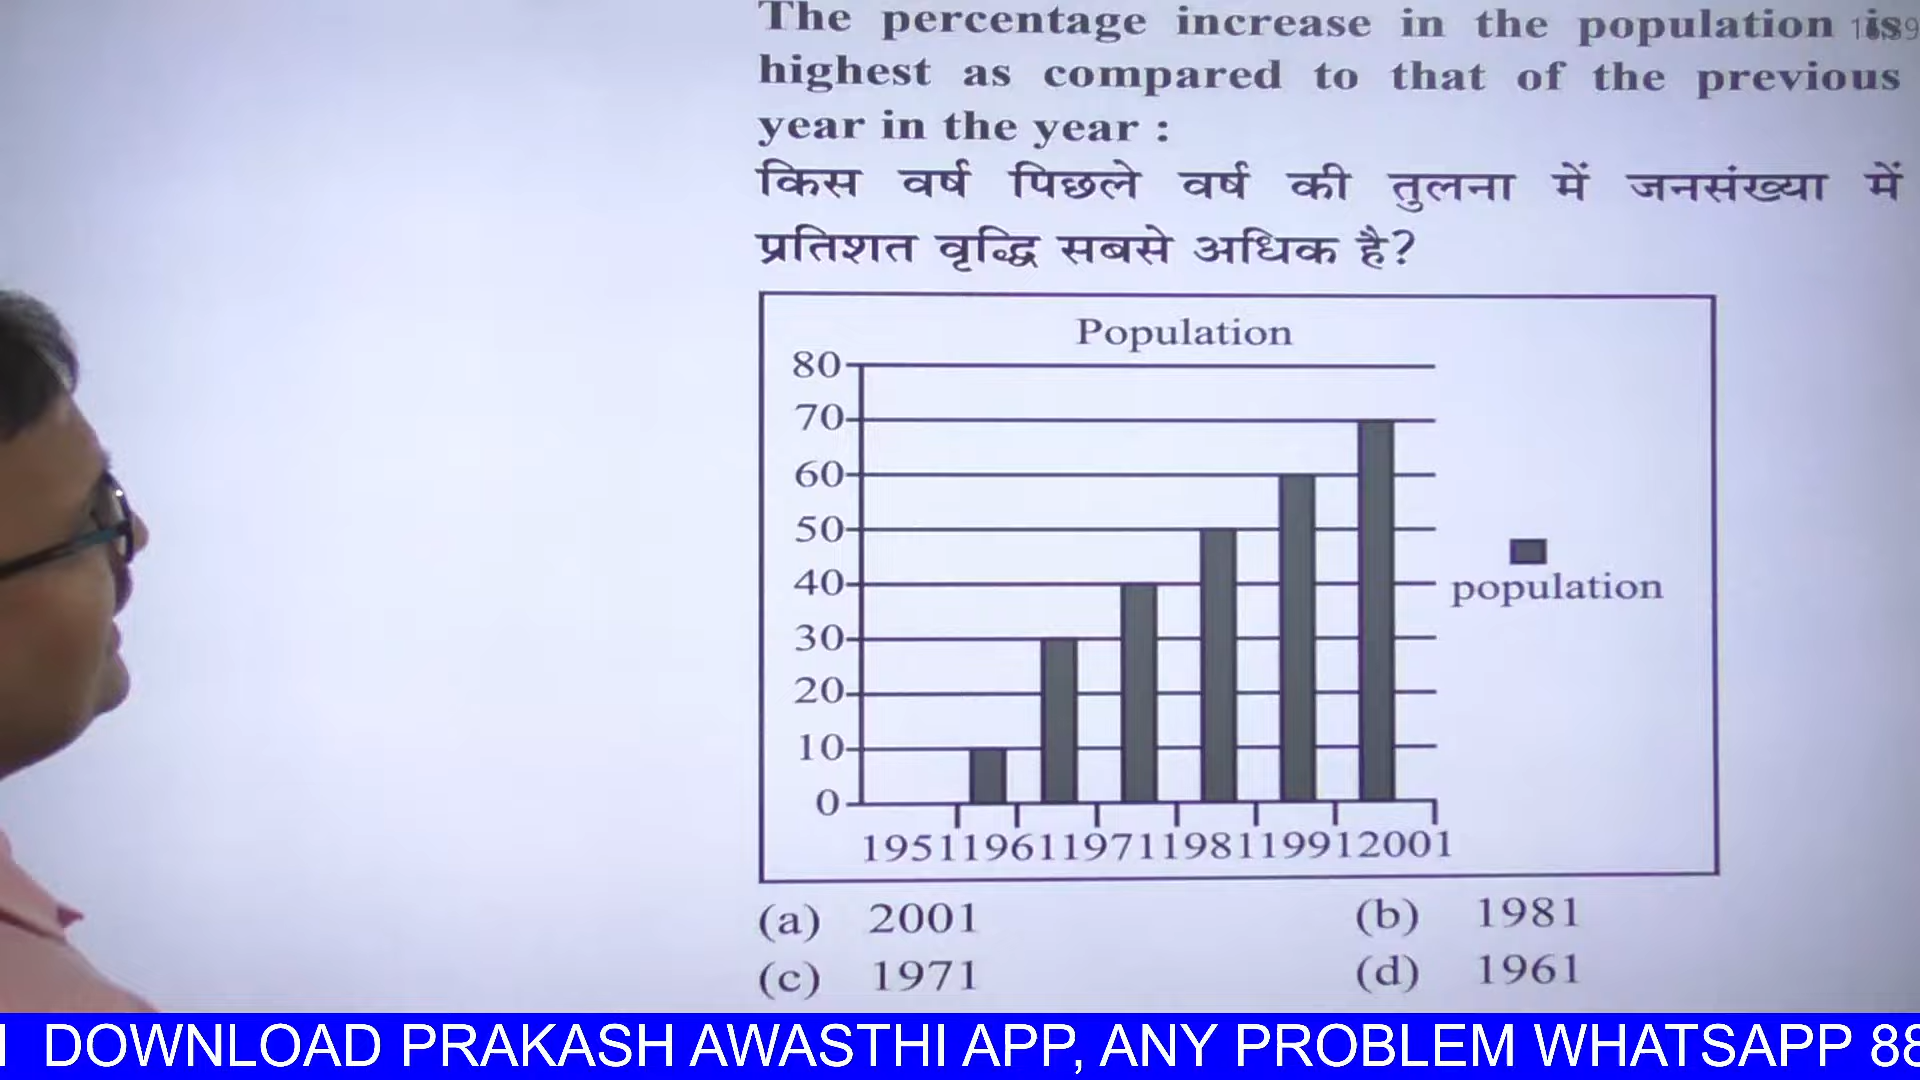 The percentage increase in the population is
highest as compared to that of the previous
year in the year :
किस वर्ष पिछले वर्ष की तुलना में जनसंख्या में
प्रतिशत वृद्धि सबसे अधिक है?
Population
80
70
60
50
40
30
20
10
0
population
1951 1961 1971 1981 1991 2001
(a) 2001 (b) 1981
(c) 1971 (d) 1961
DOWNLOAD PRAKASH AWASTHI APP, ANY PROBLEM WHATSAPP 88